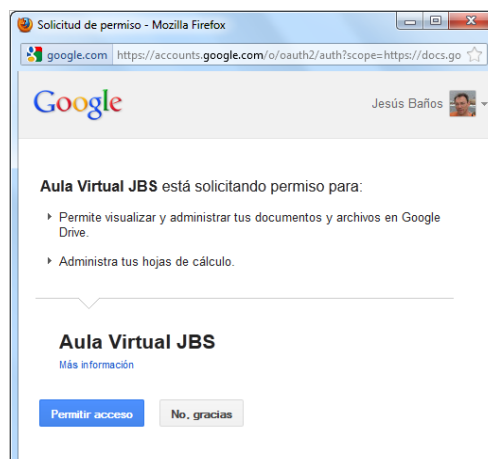 Solicitud de permiso - Mozilla Firefox
google.com https://accounts.google.com/o/oauth2/auth?scope=https://docs.go
Google
Jesús Baños
Aula Virtual JBS está solicitando permiso para:
Permite visualizar y administrar tus documentos y archivos en Google
Drive.
Administra tus hojas de cálculo.
Aula Virtual JBS
Más información
Permitir acceso
No, gracias